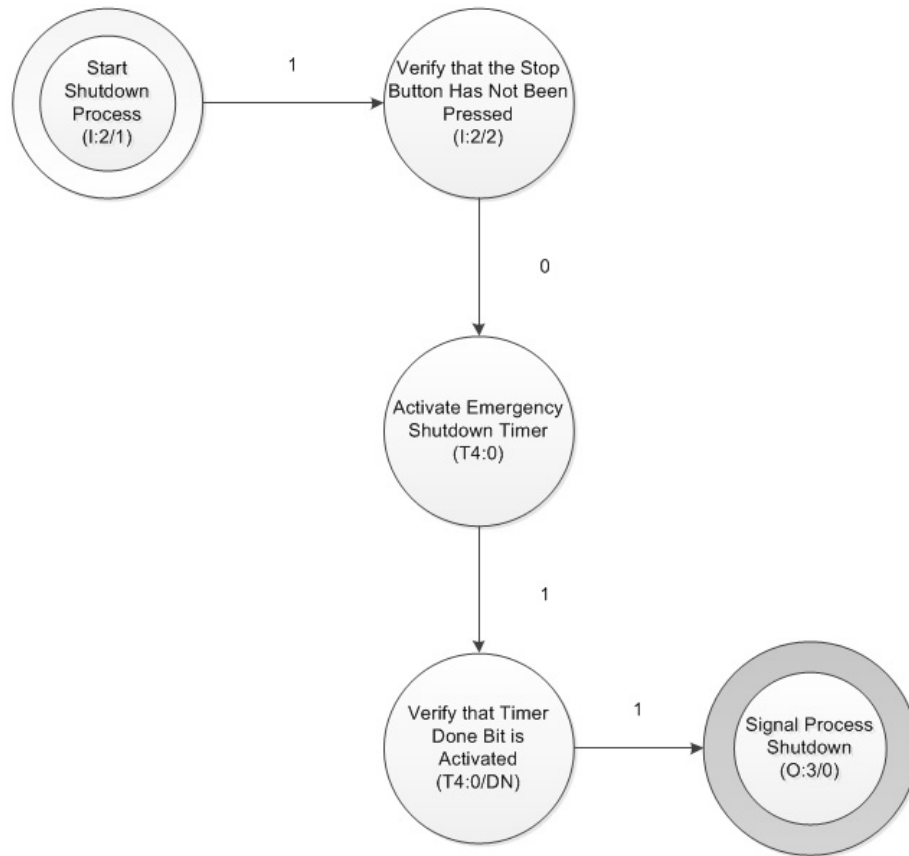 Start
Shutdown
Process
(I:2/1)
1
Verify that the Stop
Button Has Not Been
Pressed
(I:2/2)
0
Activate Emergency
Shutdown Timer
(T4:0)
1
Verify that Timer
Done Bit is
Activated
(T4:0/DN)
1
Signal Process
Shutdown
(O:3/0)